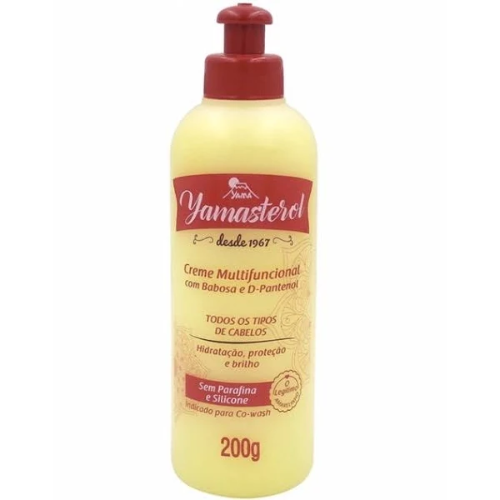 YAMÁ
Yamasterol
desde 1967
Creme Multifuncional
com Babosa e D-Pantenol
TODOS OS TIPOS
DE CABELOS
Hidratação, proteção
e brilho
Sem Parafina
e Silicone
Indicado para Co-wash
O
Legítimo
200g